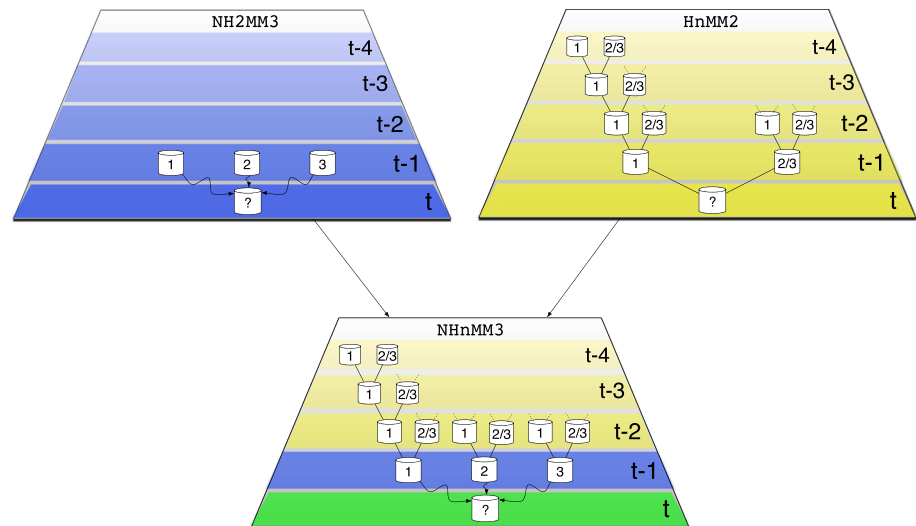 NH2MM3
t-4
t-3
t-2
1 2 3 t-1
? t
HnMM2
1 2/3 t-4
1 2/3 t-3
1 2/3 1 2/3 t-2
1 2/3 t-1
? t
NHnMM3
1 2/3 t-4
1 2/3 t-3
1 2/3 1 2/3 1 2/3 t-2
1 2 3 t-1
? t